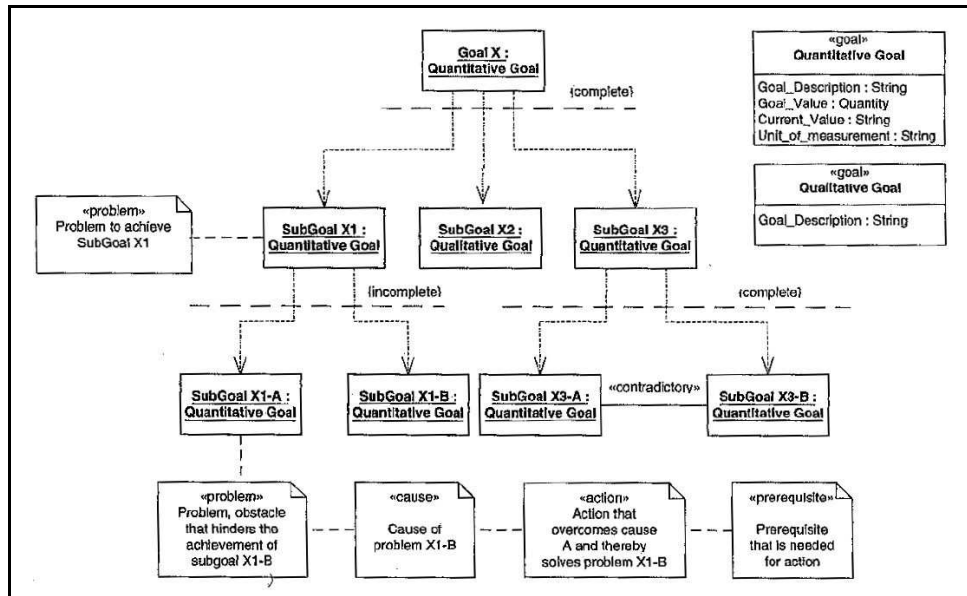 Goal X :
Quantitative Goal
{complete}
«goal»
Quantitative Goal
Goal_Description : String
Goal_Value : Quantity
Current_Value : String
Unit_of_measurement : String
«goal»
Qualitative Goal
Goal_Description : String
«problem»
Problem to achieve
SubGoal X1
SubGoal X1 :
Quantitative Goal
SubGoal X2 :
Qualitative Goal
SubGoal X3 :
Quantitative Goal
{incomplete}
{complete}
SubGoal X1-A :
Quantitative Goal
SubGoal X1-B :
Quantitative Goal
SubGoal X3-A :
Quantitative Goal
«contradictory»
SubGoal X3-B :
Quantitative Goal
«problem»
Problem, obstacle
that hinders the
achievement of
subgoal X1-B
«cause»
Cause of
problem X1-B
«action»
Action that
overcomes cause
A and thereby
solves problem X1-B
«prerequisite»
Prerequisite
that is needed
for action